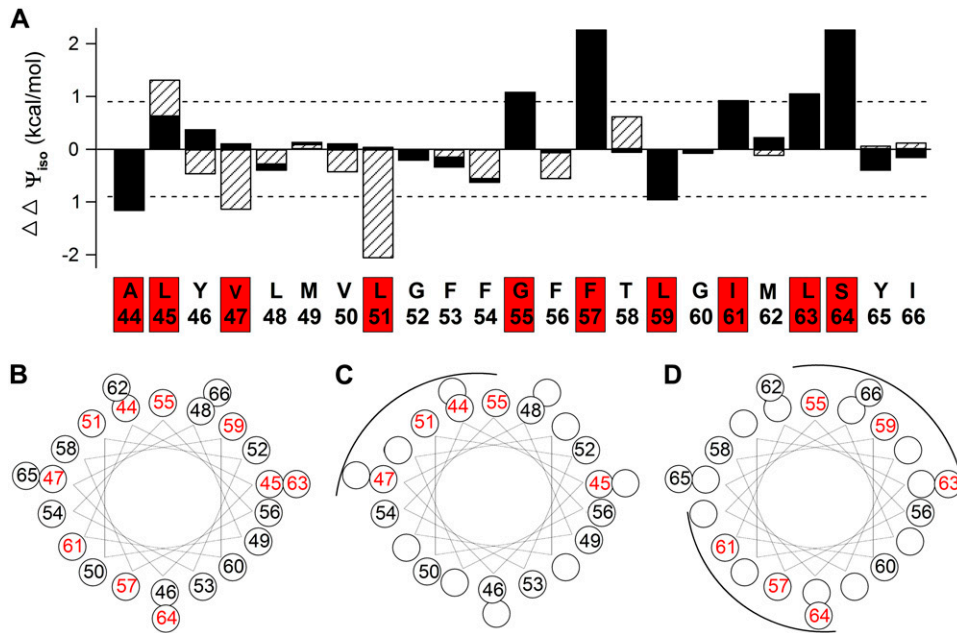 A
Δ Δ Ψiso (kcal/mol)
2
1
0
1
-2
A L Y V L M V L G F F G F F T L G I M L S Y I
44 45 46 47 48 49 50 51 52 53 54 55 56 57 58 59 60 61 62 63 64 65 66
B
62 66
44 55 48
51 59
58 52
65 47 45 63
54 56
61 49
50 60
57 46 53
64
C
44 55 48
51
52
47 45
54 56
49
50 53
46
D
62 66
55
59
58
65 63
56
61
60
57
64